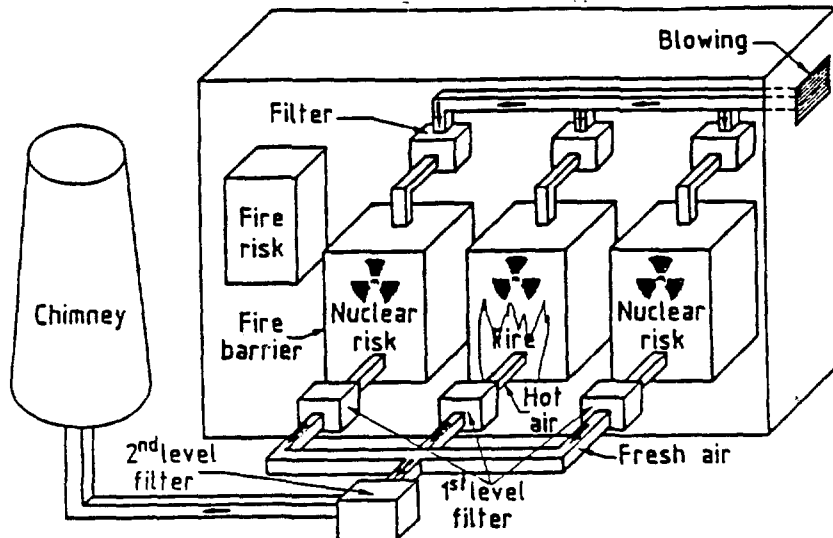 Blowing
Filter
Fire
risk
Chimney
Fire
barrier
Nuclear
risk
Fire
Nuclear
risk
Hot
air
Fresh air
2nd level
filter
1st level
filter